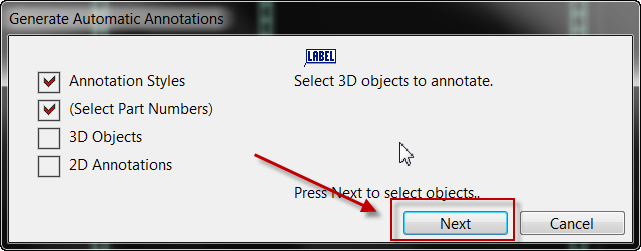 Generate Automatic Annotations
LABEL
Annotation Styles
Select 3D objects to annotate.
(Select Part Numbers)
3D Objects
2D Annotations
Press Next to select objects..
Next
Cancel